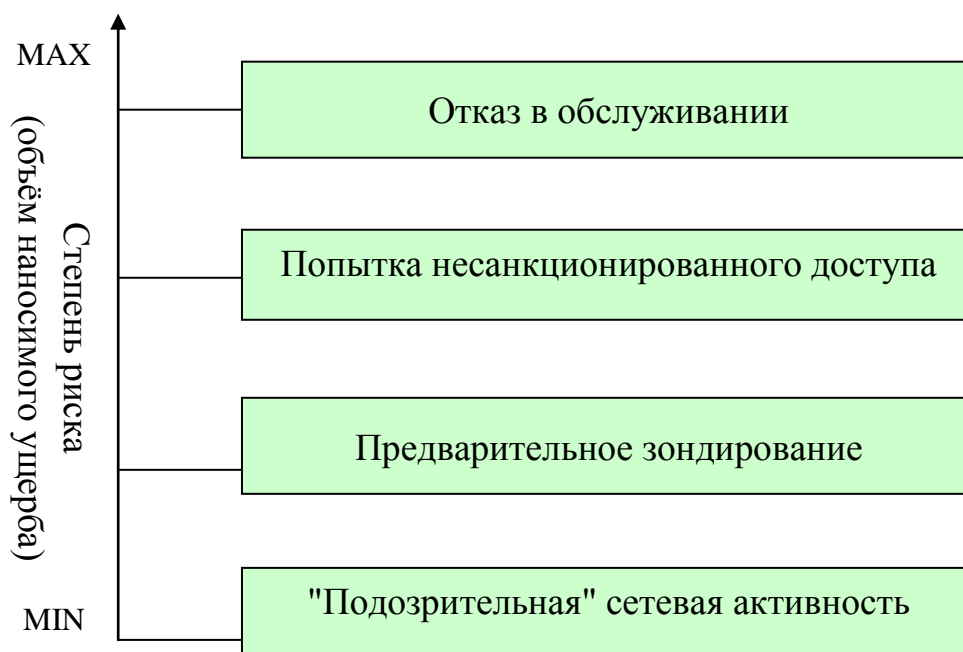 MAX
Отказ в обслуживании
Степень риска
(объём наносимого ущерба)
Попытка несанкционированного доступа
Предварительное зондирование
"Подозрительная" сетевая активность
MIN